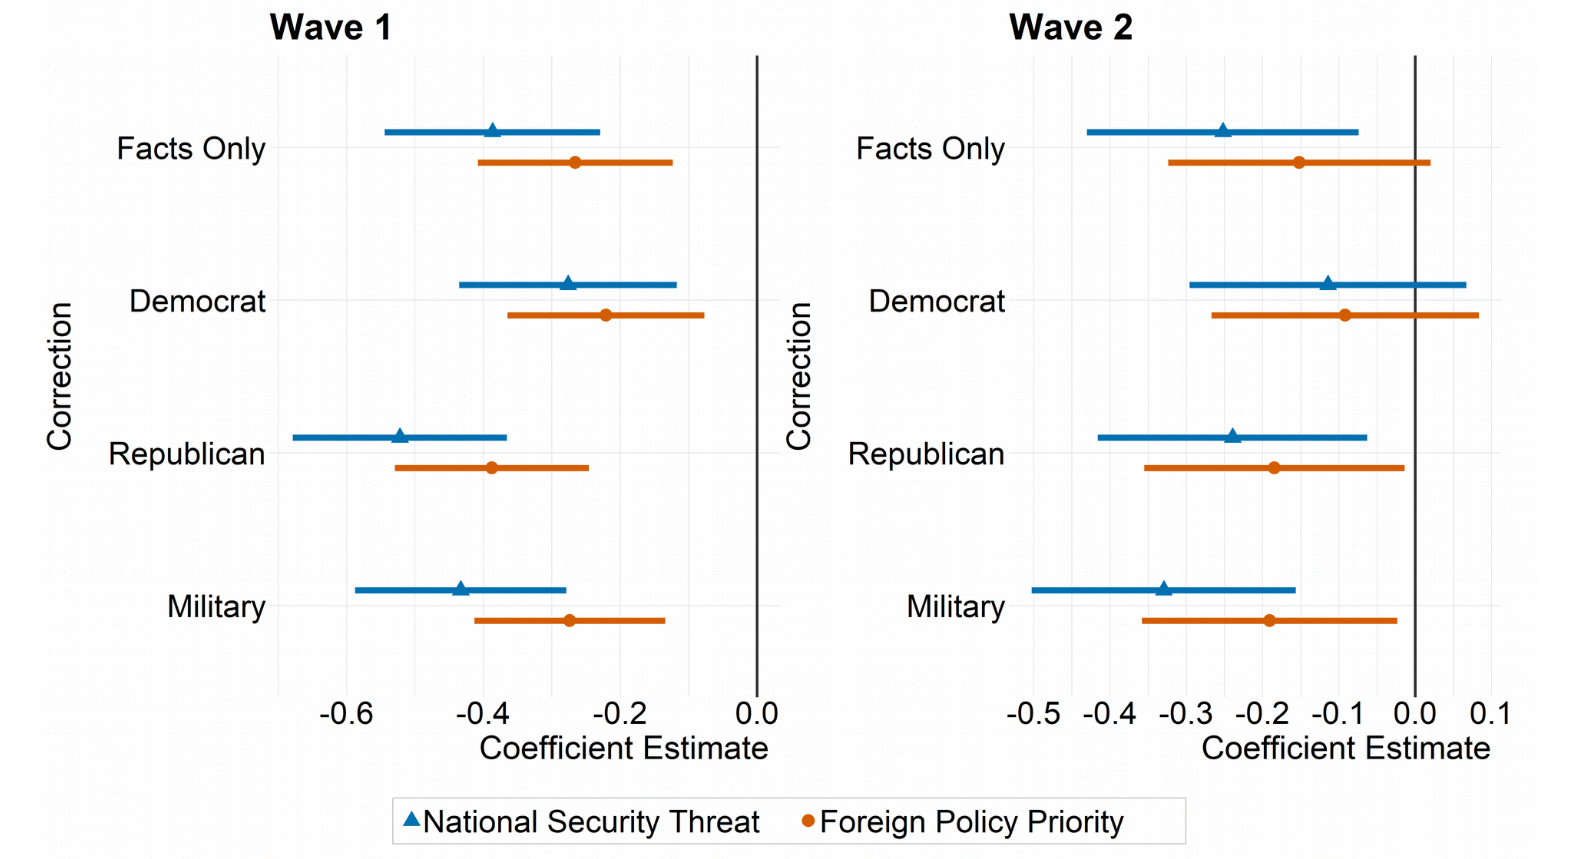 Wave 1
Facts Only
Democrat
Republican
Military
Correction
-0.6 -0.4 -0.2 0.0
Coefficient Estimate
Wave 2
Facts Only
Democrat
Republican
Military
Correction
-0.5 -0.4 -0.3 -0.2 -0.1 0.0 0.1
Coefficient Estimate
National Security Threat Foreign Policy Priority